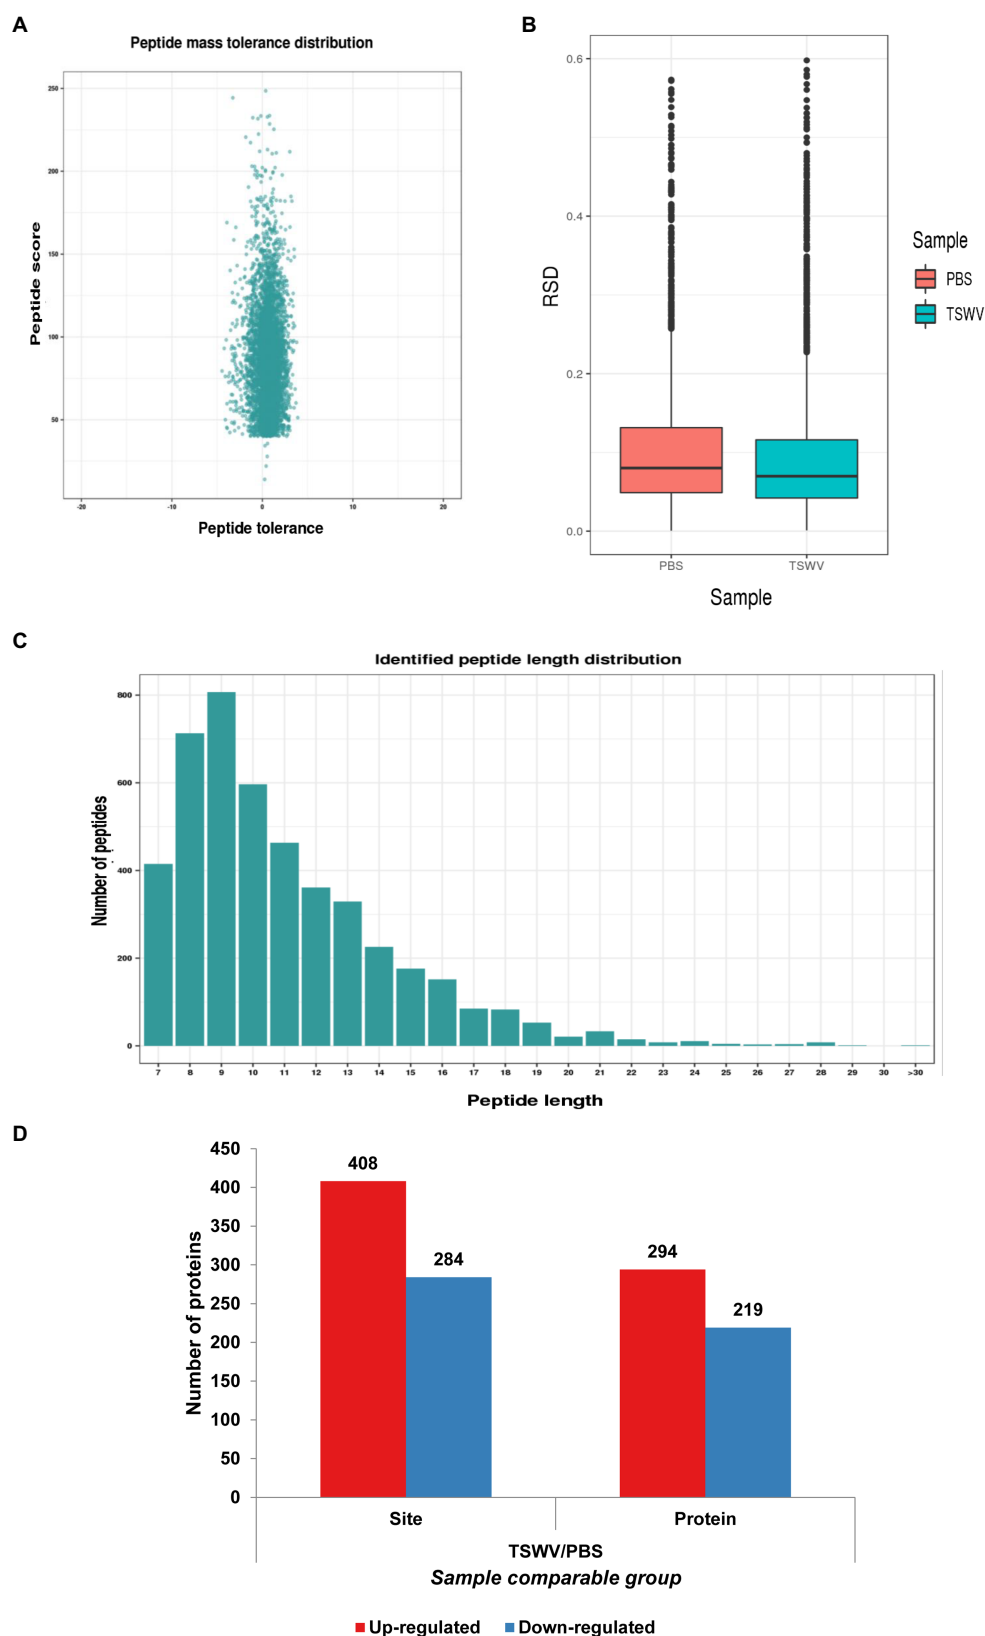 A
Peptide mass tolerance distribution
250
200
150
100
50
Peptide score
-20 -10 0 10 20
Peptide tolerance
B
0.6
0.4
0.2
0.0
RSD
PBS TSWV
Sample
Sample
PBS
TSWV
C
Identified peptide length distribution
800
600
400
200
0
Number of peptides
7 8 9 10 11 12 13 14 15 16 17 18 19 20 21 22 23 24 25 26 27 28 29 30 >30
Peptide length
D
450
400
350
300
250
200
150
100
50
0
Number of proteins
408
284
294
219
Site Protein
TSWV/PBS
Sample comparable group
Up-regulated Down-regulated